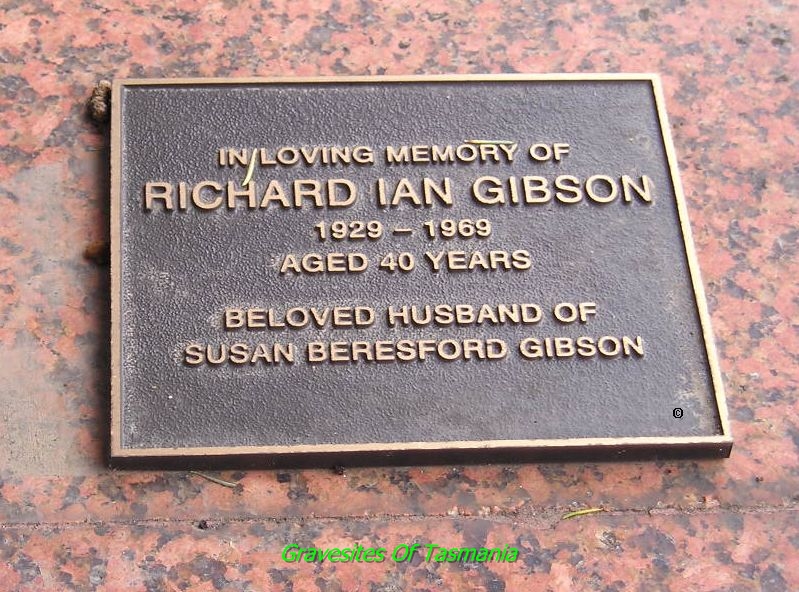 IN LOVING MEMORY OF
RICHARD IAN GIBSON
1929 – 1969
AGED 40 YEARS
BELOVED HUSBAND OF
SUSAN BERESFORD GIBSON
©
Gravesites Of Tasmania